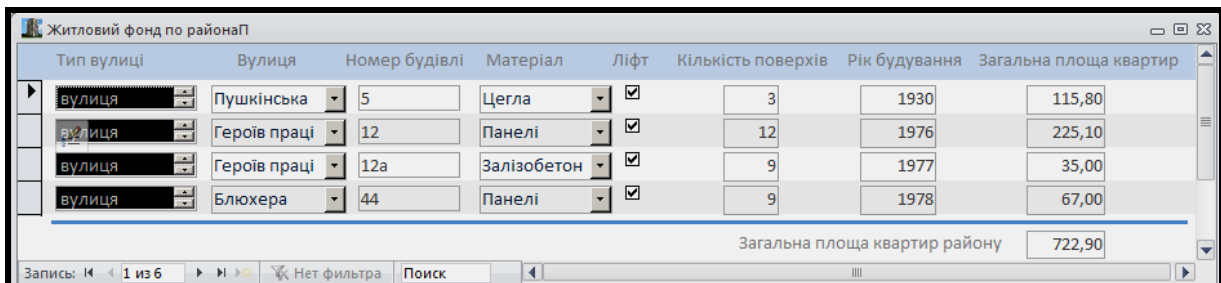 Житловий фонд по районаП
Тип вулиці Вулиця Номер будівлі Матеріал Ліфт Кількість поверхів Рік будування Загальна площа квартир
вулиця Пушкінська 5 Цегла 3 1930 115,80
вулиця Героїв праці 12 Панелі 12 1976 225,10
вулиця Героїв праці 12а Залізобетон 9 1977 35,00
вулиця Блюхера 44 Панелі 9 1978 67,00
Загальна площа квартир району 722,90
Запись: 1 из 6 Нет фильтра Поиск